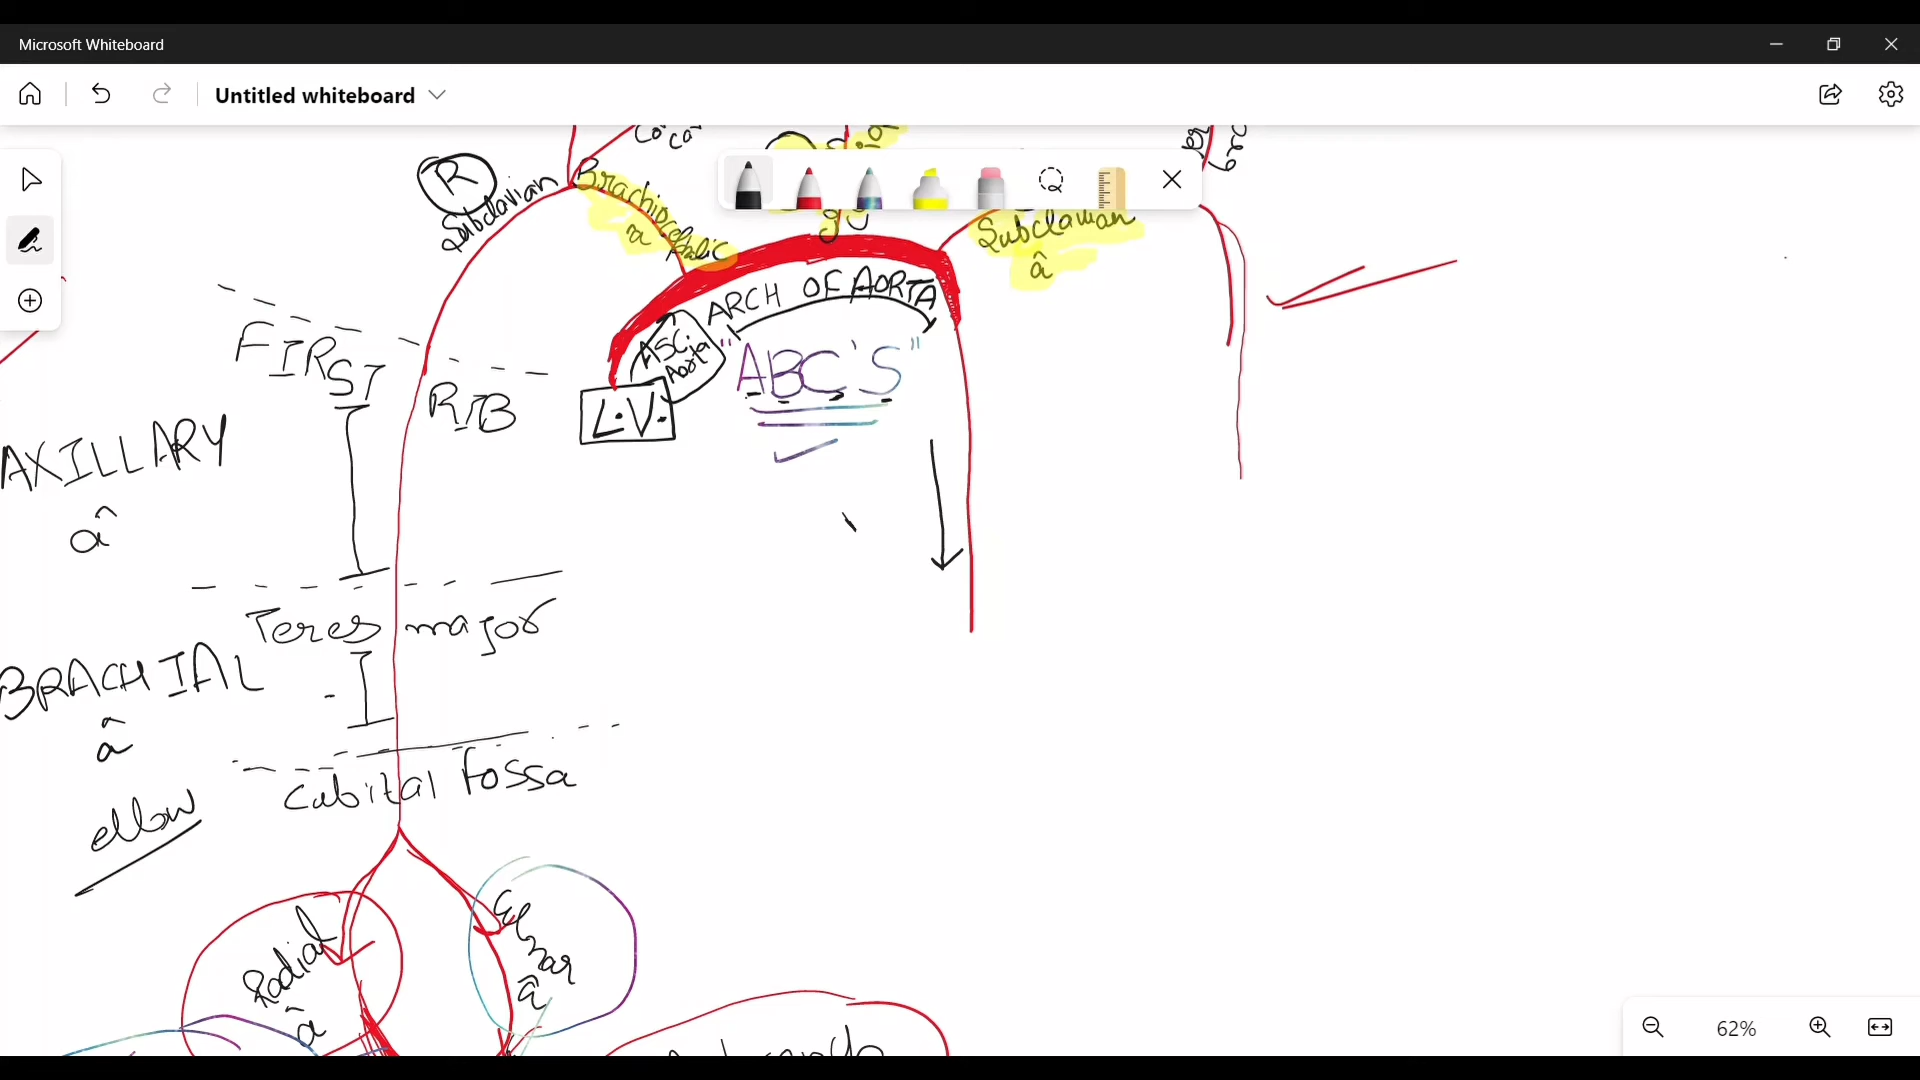 Microsoft Whiteboard
Untitled whiteboard
R
Subclavian
Brachiocephalic
a
Subclavian
â
ARCH OF AORTA
ASC.
Aorta
"ABC'S"
L.V.
FIRST
RIB
AXILLARY
â
Teres major
BRACHIAL
â
Cubital fossa
elbow
Radial
â
Ulnar
â
62%